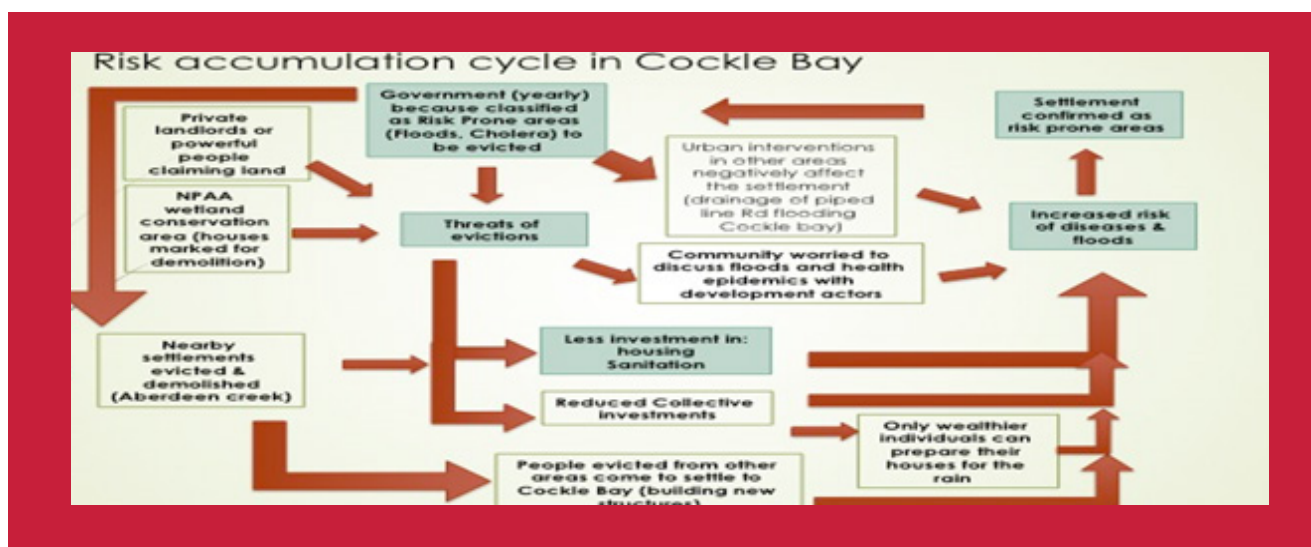 Risk accumulation cycle in Cockle Bay
Government (yearly)
because classified
as Risk Prone areas
(Floods, Cholera) to
be evicted
Settlement
confirmed as
risk prone areas
Private
landlords or
powerful
people
claiming land
Urban interventions
in other areas
negatively affect
the settlement
(drainage of piped
line Rd flooding
Cockle bay)
NPAA
wetland
conservation
area (houses
marked for
demolition)
Threats of
evictions
Increased risk
of diseases &
floods
Community worried to
discuss floods and health
epidemics with
development actors
Nearby
settlements
evicted &
demolished
(Aberdeen creek)
Less investment in:
housing
Sanitation
Reduced Collective
investments
Only wealthier
individuals can
prepare their
houses for the
rain
People evicted from other
areas come to settle to
Cockle Bay (building new
structures)